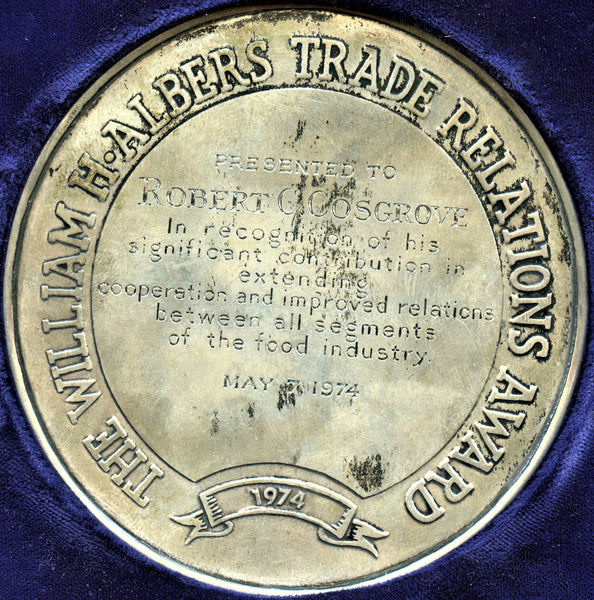 THE WILLIAM H. ALBERS TRADE RELATIONS AWARD
PRESENTED TO
ROBERT C COSGROVE
In recognition of his
significant contribution in
extending
cooperation and improved relations
between all segments
of the food industry.
MAY 7, 1974
1974